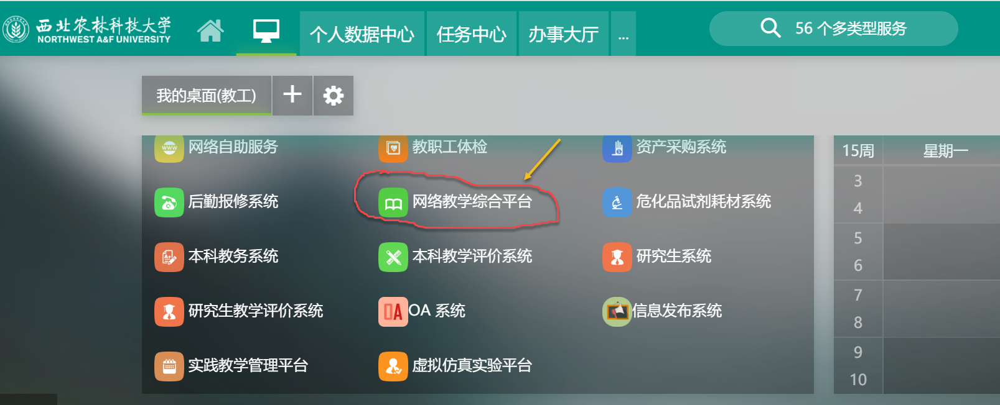 西北农林科技大学
NORTHWEST A&F UNIVERSITY
个人数据中心 任务中心 办事大厅 ...
56 个多类型服务
我的桌面(教工)
网络自助服务 教职工体检 资产采购系统
后勤报修系统 网络教学综合平台 危化品试剂耗材系统
本科教务系统 本科教学评价系统 研究生系统
研究生教学评价系统 OA OA 系统 信息发布系统
实践教学管理平台 虚拟仿真实验平台
15周 星期一
3
4
5
6
7
8
9
10